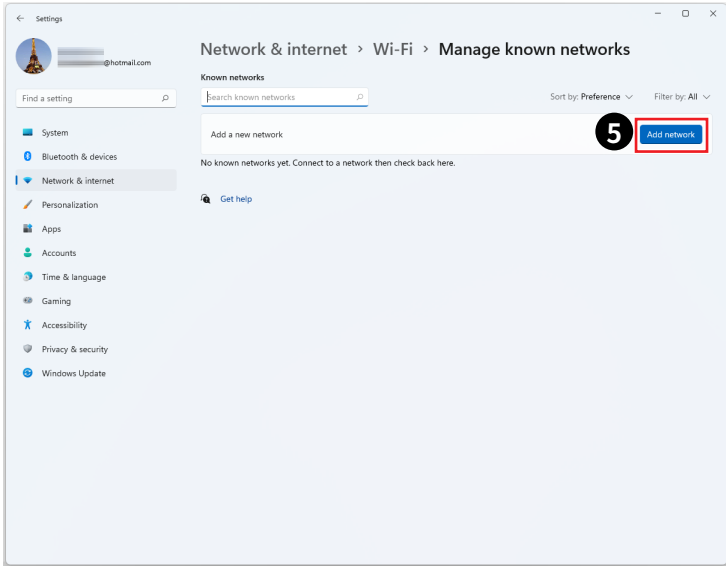 Settings
@hotmail.com
Network & internet > Wi-Fi > Manage known networks
Known networks
Find a setting
Search known networks
Sort by: Preference
Filter by: All
System
Add a new network
5
Add network
Bluetooth & devices
No known networks yet. Connect to a network then check back here.
Network & internet
Get help
Personalization
Apps
Accounts
Time & language
Gaming
Accessibility
Privacy & security
Windows Update